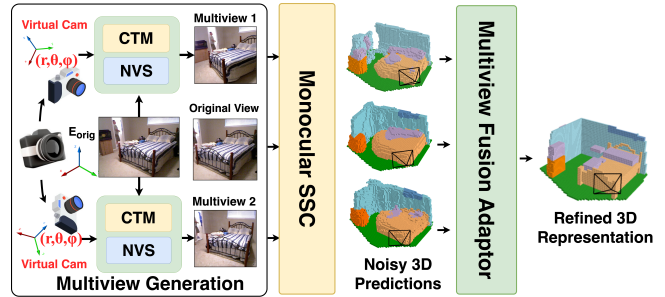 Virtual Cam
(r,θ,φ)
CTM
NVS
Multiview 1
E_orig
Original View
CTM
NVS
Multiview 2
(r,θ,φ)
Virtual Cam
Multiview Generation
Monocular SSC
Noisy 3D
Predictions
Multiview Fusion Adaptor
Refined 3D
Representation